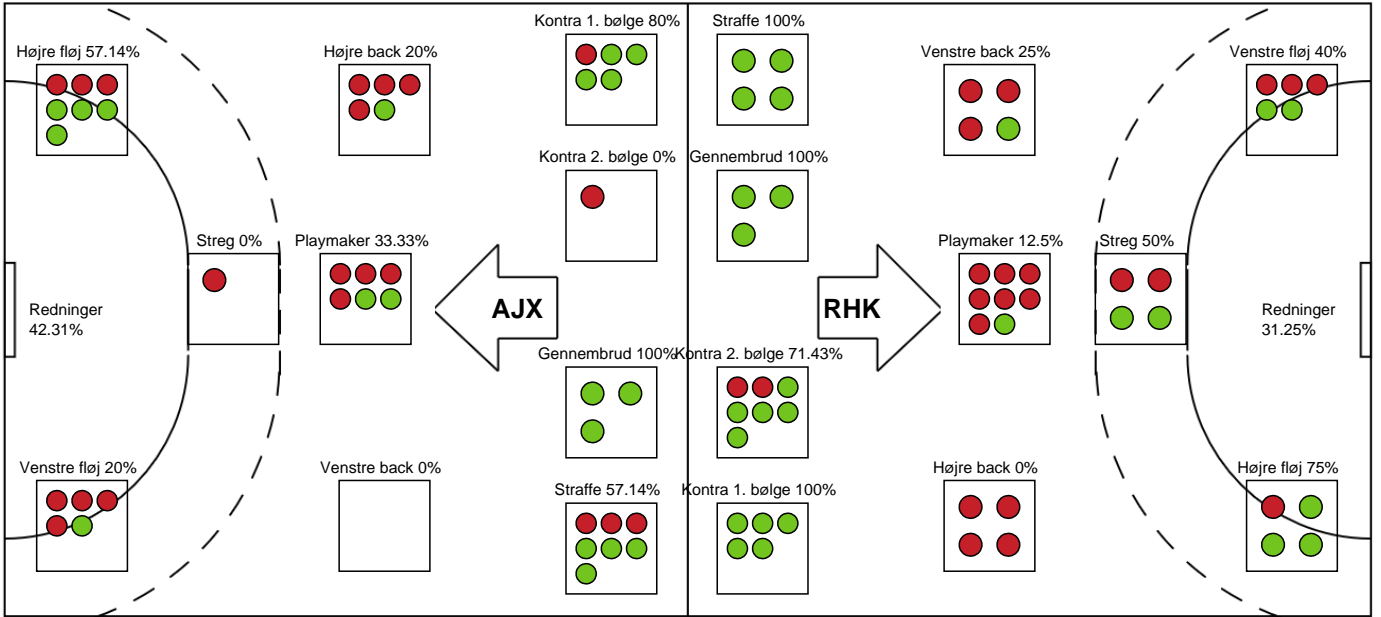 Kontra 1. bølge 80%
Straffe 100%
Højre fløj 57.14%
Højre back 20%
Venstre back 25%
Venstre fløj 40%
Kontra 2. bølge 0%
Gennembrud 100%
Streg 0%
Playmaker 33.33%
Playmaker 12.5%
Streg 50%
Redninger
42.31%
AJX
RHK
Redninger
31.25%
Gennembrud 100%
Kontra 2. bølge 71.43%
Venstre fløj 20%
Venstre back 0%
Højre back 0%
Højre fløj 75%
Straffe 57.14%
Kontra 1. bølge 100%